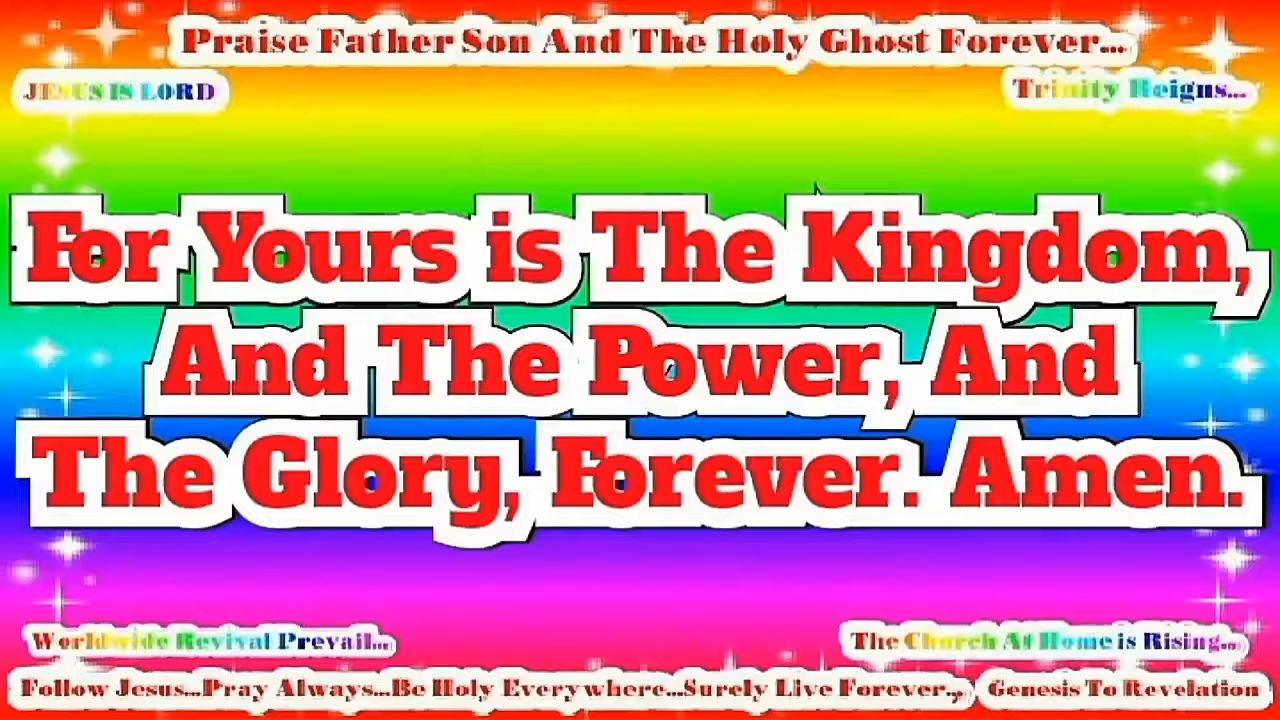 Praise Father Son And The Holy Ghost Forever...
JESUS IS LORD
Trinity Reigns...
For Yours is The Kingdom,
And The Power, And
The Glory, Forever. Amen.
Worldwide Revival Prevail...
The Church At Home is Rising...
Follow Jesus...Pray Always...Be Holy Everywhere...Surely Live Forever..,
Genesis To Revelation